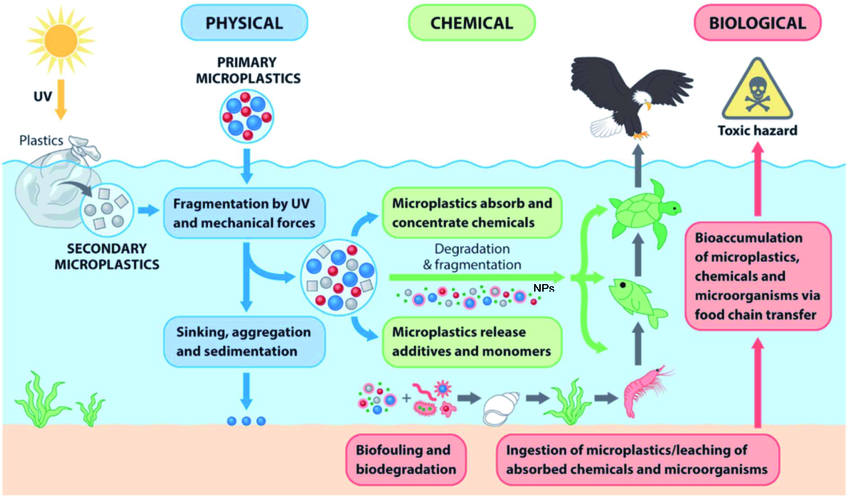 PHYSICAL
CHEMICAL
BIOLOGICAL
UV
PRIMARY
MICROPLASTICS
Toxic hazard
Plastics
SECONDARY
MICROPLASTICS
Fragmentation by UV
and mechanical forces
Microplastics absorb and
concentrate chemicals
Degradation
& fragmentation
NPs
Bioaccumulation
of microplastics,
chemicals and
microorganisms via
food chain transfer
Sinking, aggregation
and sedimentation
Microplastics release
additives and monomers
+
Biofouling and
biodegradation
Ingestion of microplastics/leaching of
absorbed chemicals and microorganisms